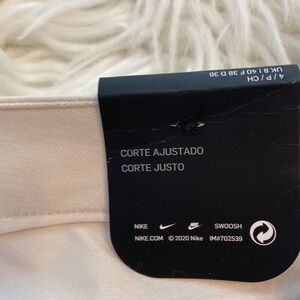 4 / P / CH
UK 8 I 40 F 38 D 36
CORTE AJUSTADO
CORTE JUSTO
NIKE SWOOSH
NIKE.COM © 2020 Nike IM#702539